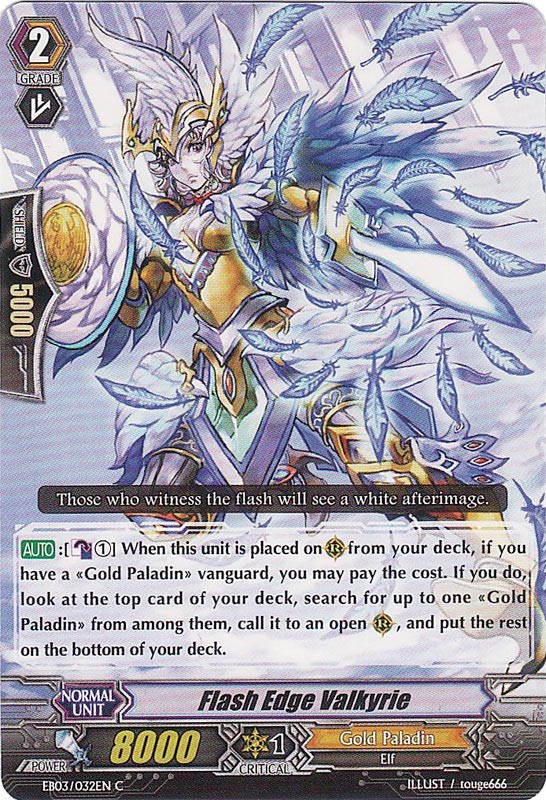 2
GRADE
SHIELD
5000
Those who witness the flash will see a white afterimage.
AUTO :[ ①] When this unit is placed on R from your deck, if you
have a «Gold Paladin» vanguard, you may pay the cost. If you do,
look at the top card of your deck, search for up to one «Gold
Paladin» from among them, call it to an open R , and put the rest
on the bottom of your deck.
NORMAL
UNIT
Flash Edge Valkyrie
POWER
8000
1
CRITICAL
Gold Paladin
Elf
EB03/032EN C
ILLUST / touge666